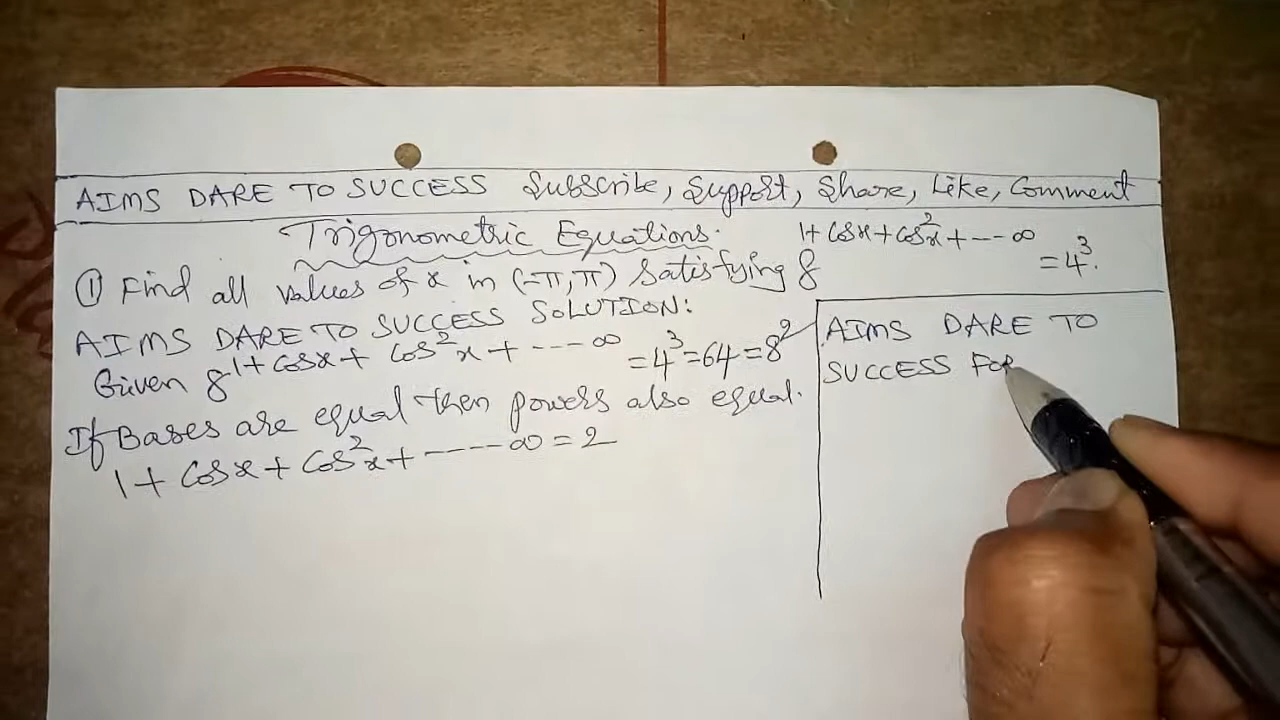 AIMS DARE TO SUCCESS Subscribe, Support, Share, Like, Comment
Trigonometric Equations.
① Find all values of x in (-π, π) satisfying 8^(1+cosx+cos²x+----∞) = 4³.
AIMS DARE TO SUCCESS SOLUTION:
Given 8^(1+cosx+cos²x+----∞) = 4³ = 64 = 8²
If Bases are equal then powers also equal.
1+cosx+cos²x+----∞ = 2
AIMS DARE TO
SUCCESS FOR